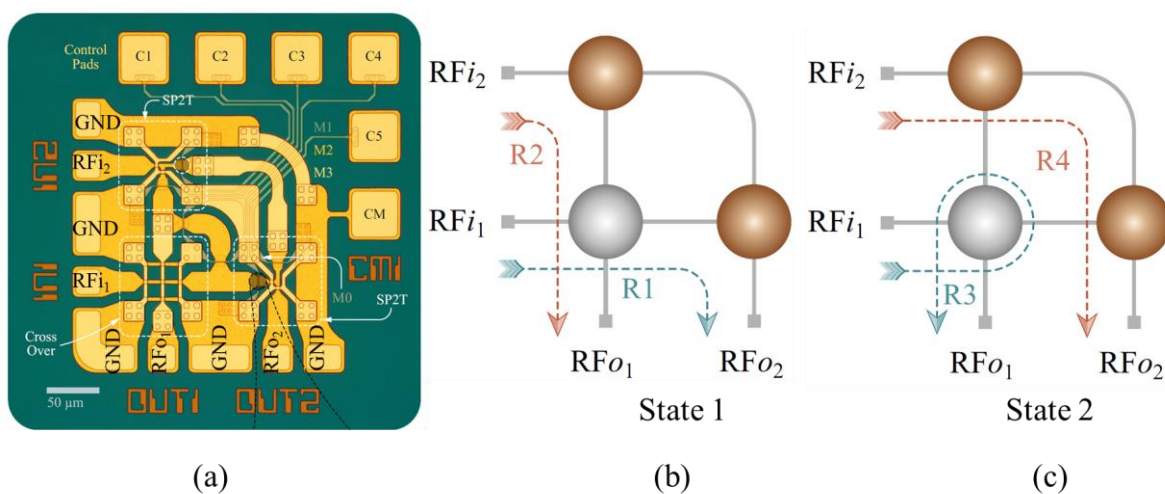 Control
Pads
C1
C2
C3
C4
SP2T
GND
M1
C5
M2
RFi2
M3
IN2
GND
CM
RFi1
IN1
CM1
M0
SP2T
Cross
Over
GND
RFo1
GND
RFo2
GND
50 µm
OUT1
OUT2
(a)
RFi2
R2
RFi1
R1
RFo1
RFo2
State 1
(b)
RFi2
R4
RFi1
R3
RFo1
RFo2
State 2
(c)